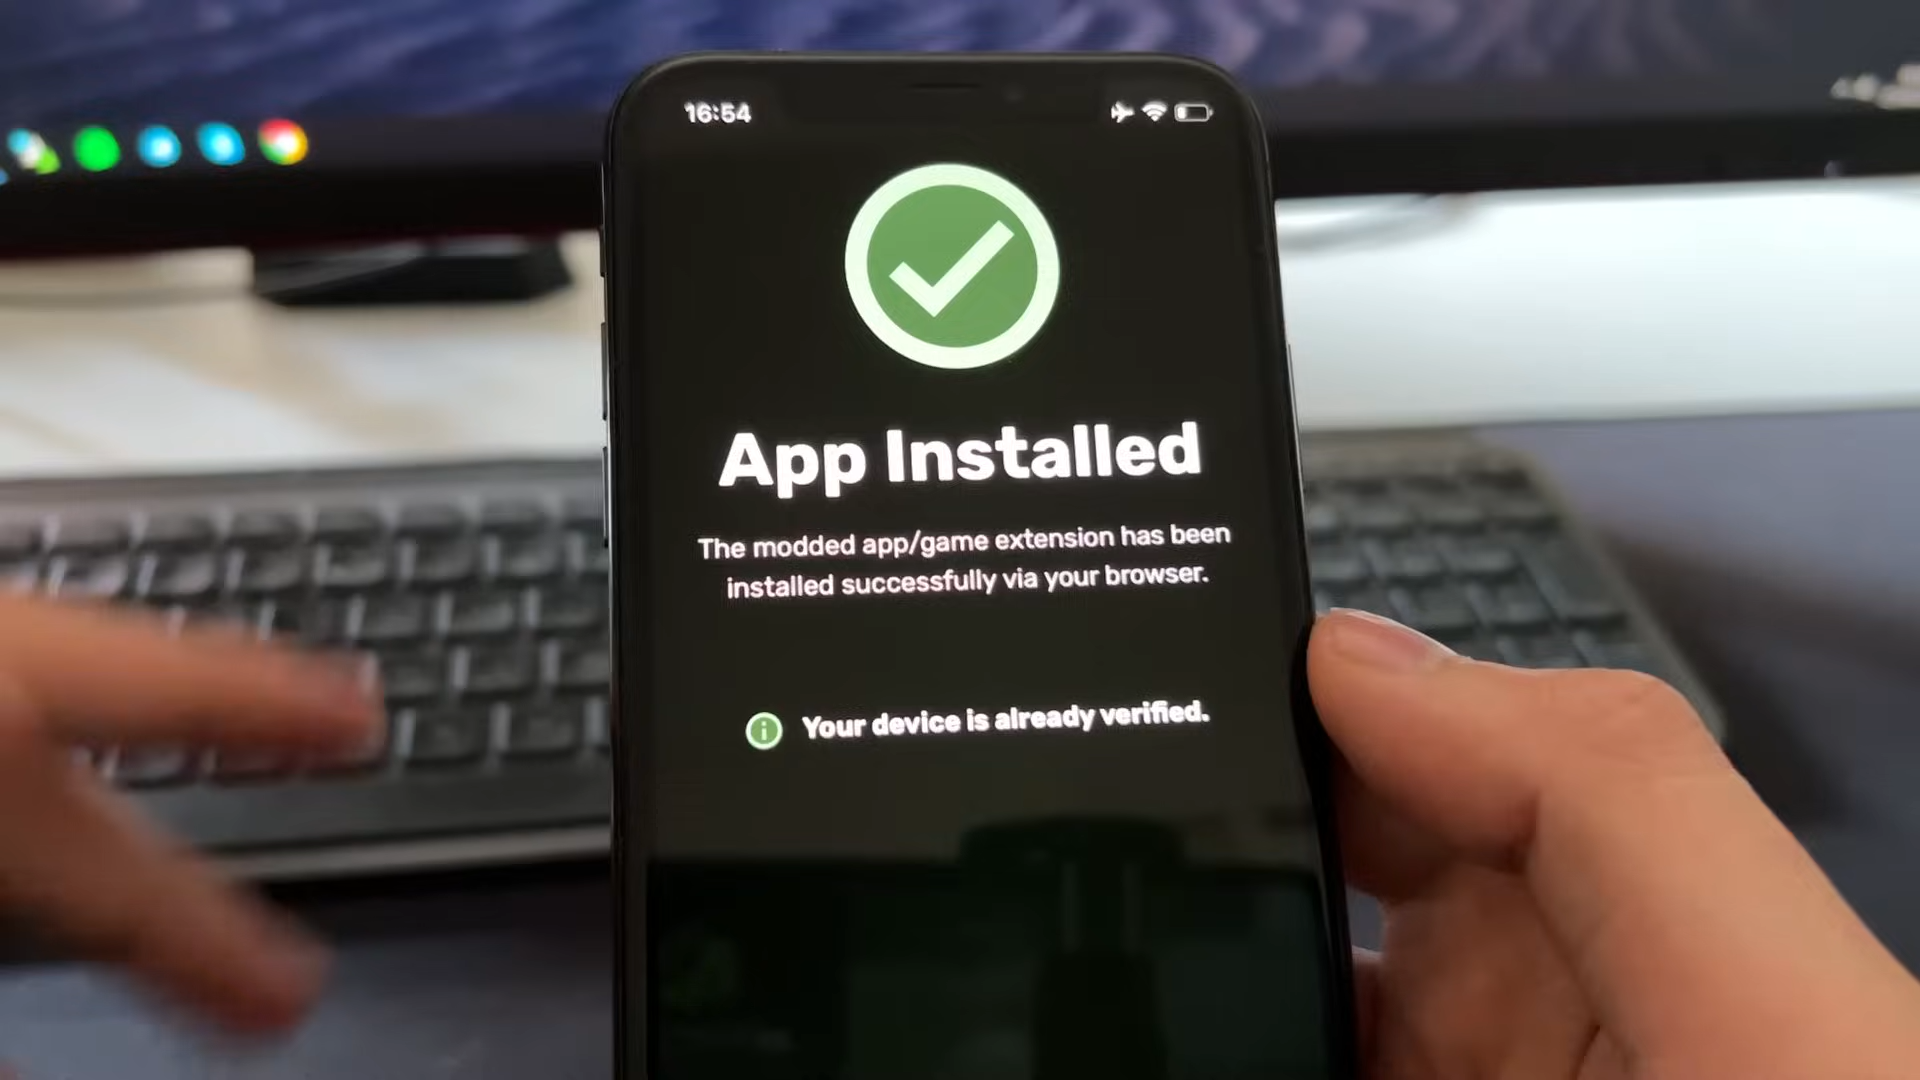 16:54
App Installed
The modded app/game extension has been
installed successfully via your browser.
Your device is already verified.